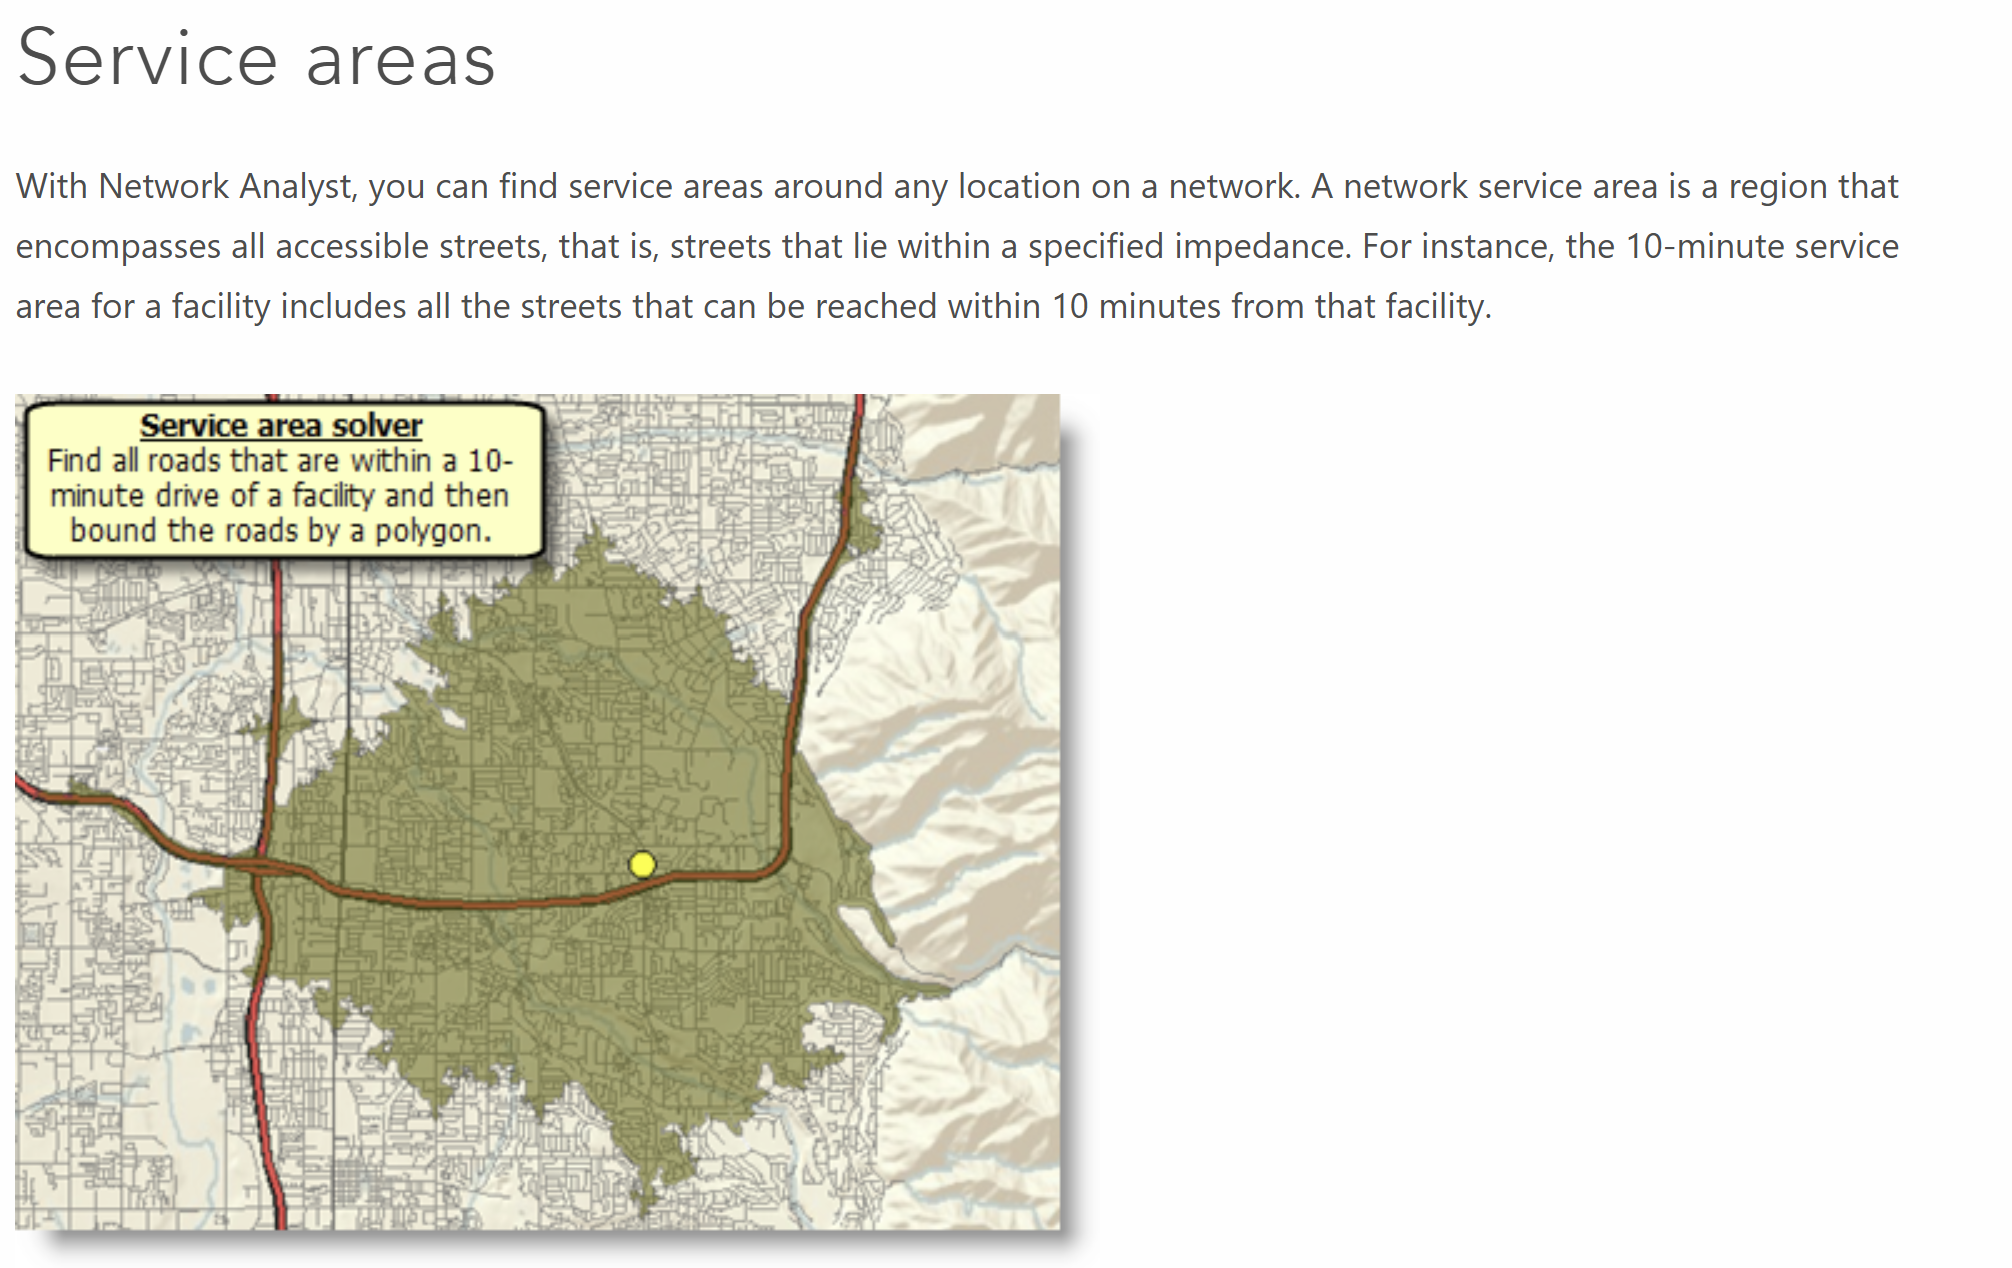 Service areas
With Network Analyst, you can find service areas around any location on a network. A network service area is a region that
encompasses all accessible streets, that is, streets that lie within a specified impedance. For instance, the 10-minute service
area for a facility includes all the streets that can be reached within 10 minutes from that facility.
Service area solver
Find all roads that are within a 10-
minute drive of a facility and then
bound the roads by a polygon.